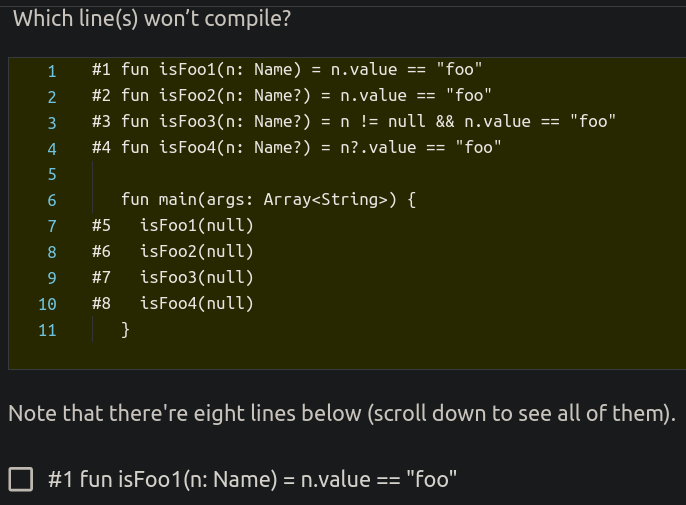 Which line(s) won’t compile?
1 #1 fun isFoo1(n: Name) = n.value == "foo"
2 #2 fun isFoo2(n: Name?) = n.value == "foo"
3 #3 fun isFoo3(n: Name?) = n != null && n.value == "foo"
4 #4 fun isFoo4(n: Name?) = n?.value == "foo"
5
6 fun main(args: Array<String>) {
7 #5 isFoo1(null)
8 #6 isFoo2(null)
9 #7 isFoo3(null)
10 #8 isFoo4(null)
11 }
Note that there're eight lines below (scroll down to see all of them).
#1 fun isFoo1(n: Name) = n.value == "foo"